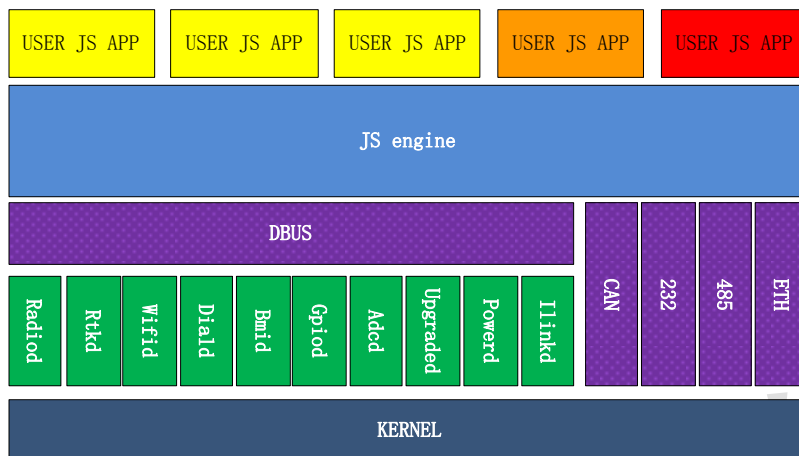 USER JS APP
USER JS APP
USER JS APP
USER JS APP
USER JS APP
JS engine
DBUS
Radiod
Rtkd
Wifid
Diald
Bmid
Gpiod
Adcd
Upgraded
Powerd
Ilinkd
CAN
232
485
ETH
KERNEL